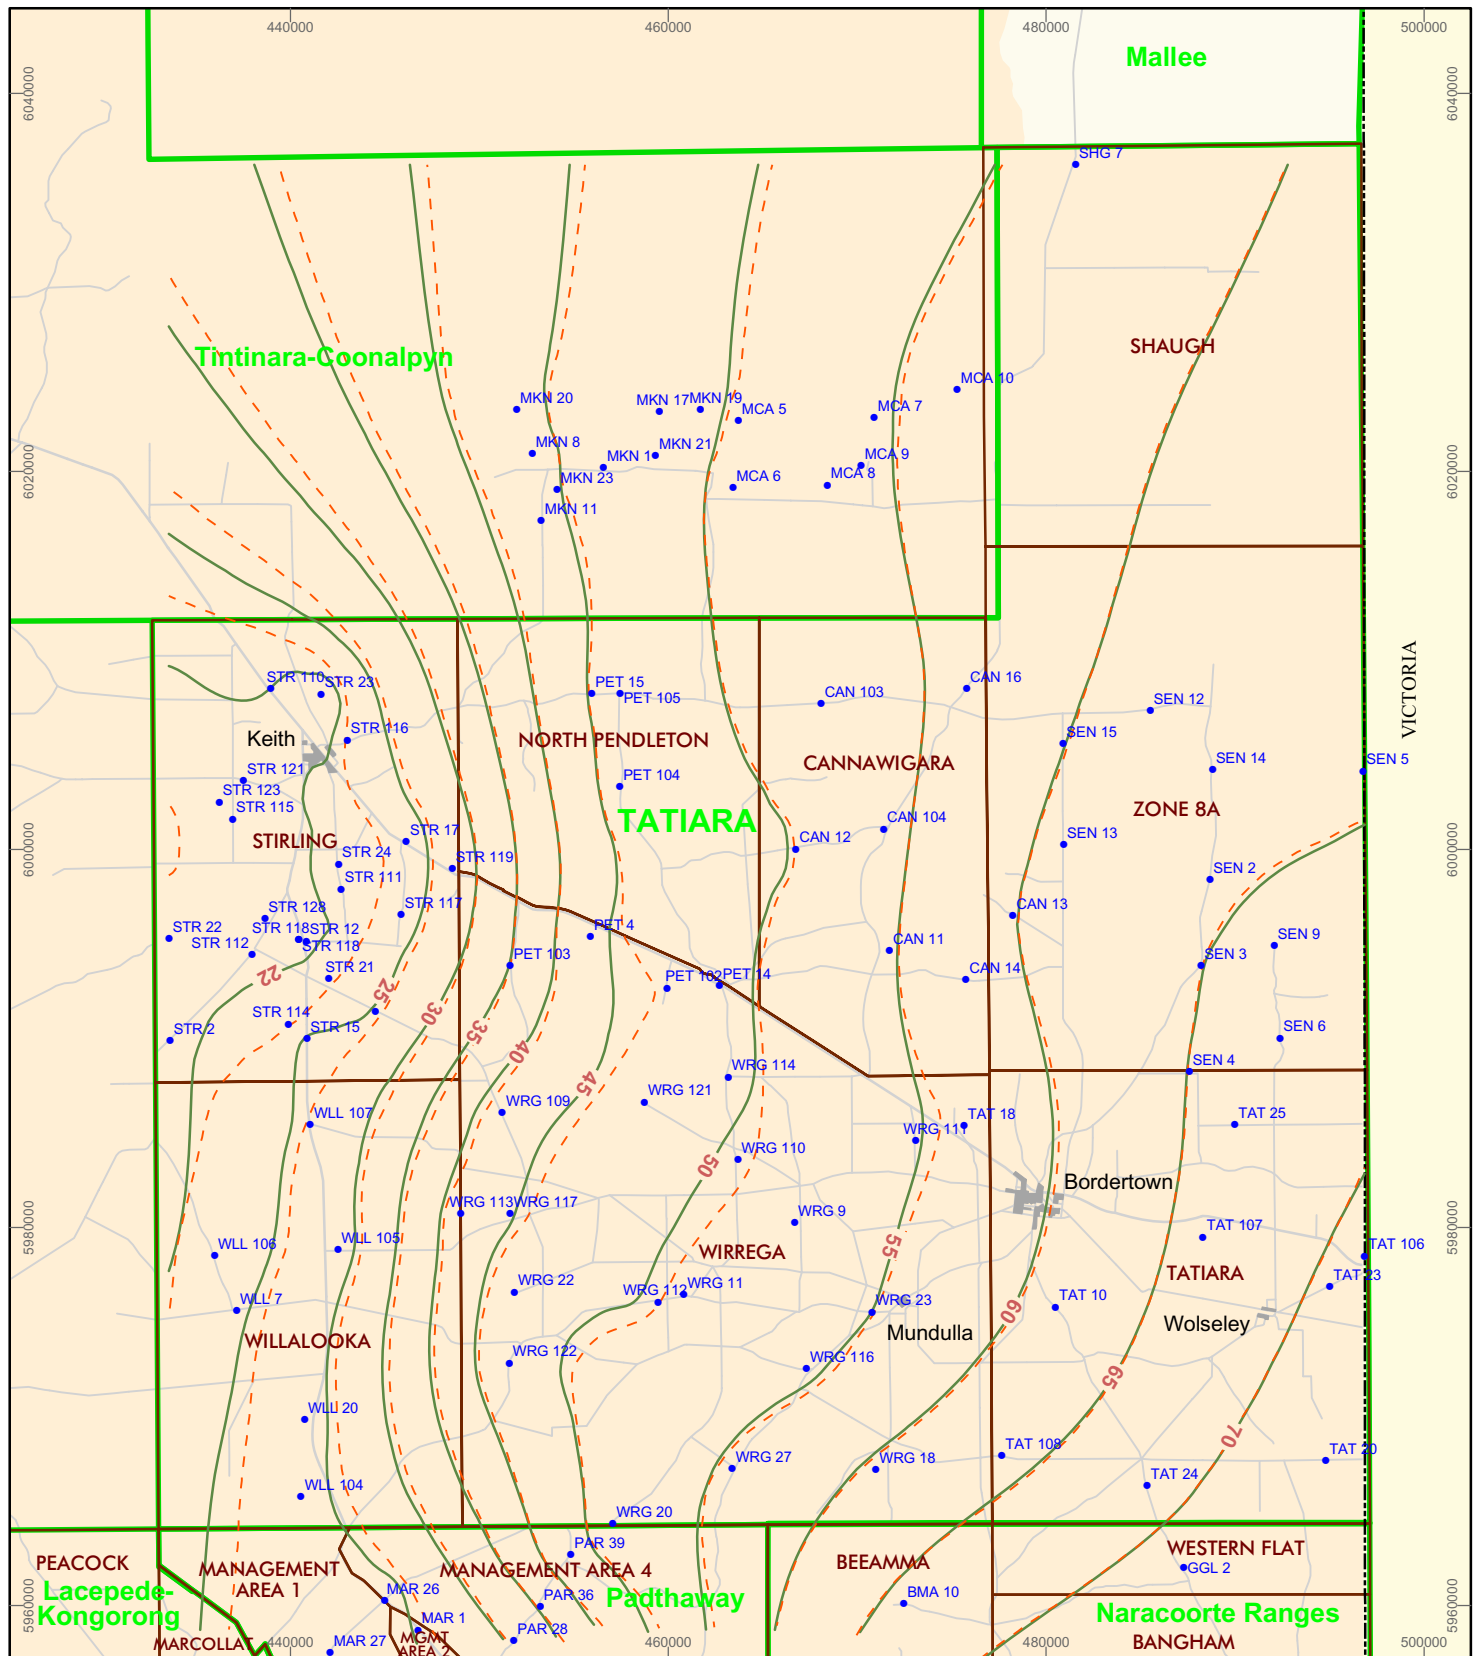 440000
460000
480000
500000
Mallee
6040000
6040000
SHG 7
SHAUGH
Tintinara-Coonalpyn
MCA 10
MKN 20
MKN 17
MKN 19
MCA 5
MCA 7
MKN 8
MKN 21
MKN 1
MCA 9
MCA 8
MCA 6
MKN 23
MKN 11
6020000
6020000
VICTORIA
STR 110
STR 23
PET 15
PET 105
CAN 103
CAN 16
SEN 12
STR 116
Keith
NORTH PENDLETON
CANNAWIGARA
SEN 15
SEN 14
SEN 5
STR 121
PET 104
STR 123
STR 115
TATIARA
ZONE 8A
STIRLING
STR 17
CAN 104
CAN 12
SEN 13
6000000
6000000
STR 24
STR 119
STR 111
SEN 2
STR 128
STR 117
CAN 13
STR 22
STR 118
STR 12
STR 112
STR 118
PET 4
CAN 11
SEN 9
PET 103
SEN 3
STR 21
PET 102
PET 14
CAN 14
22
25
30
35
40
45
STR 114
STR 15
STR 2
SEN 6
WRG 114
SEN 4
WRG 121
WRG 109
WLL 107
WRG 111
TAT 18
TAT 25
WRG 110
50
Bordertown
WRG 113
WRG 117
WRG 9
5980000
5980000
WLL 105
WLL 106
WIRREGA
55
TAT 107
TAT 106
TATIARA
TAT 23
WRG 22
WRG 112
WRG 11
WLL 7
WRG 23
60
TAT 10
Wolseley
WILLALOOKA
Mundulla
WRG 122
WRG 116
65
WLL 20
70
WRG 27
WRG 18
TAT 108
TAT 20
TAT 24
WLL 104
WRG 20
PAR 39
PEACOCK
MANAGEMENT
AREA 1
MANAGEMENT AREA 4
BEEAMMA
WESTERN FLAT
GGL 2
Lacepede-
Kongorong
MAR 26
PAR 36
Padthaway
BMA 10
Naracoorte Ranges
5960000
5960000
MAR 1
PAR 28
MGMT
AREA 2
MARCOLLAT
MAR 27
BANGHAM
440000
460000
480000
500000